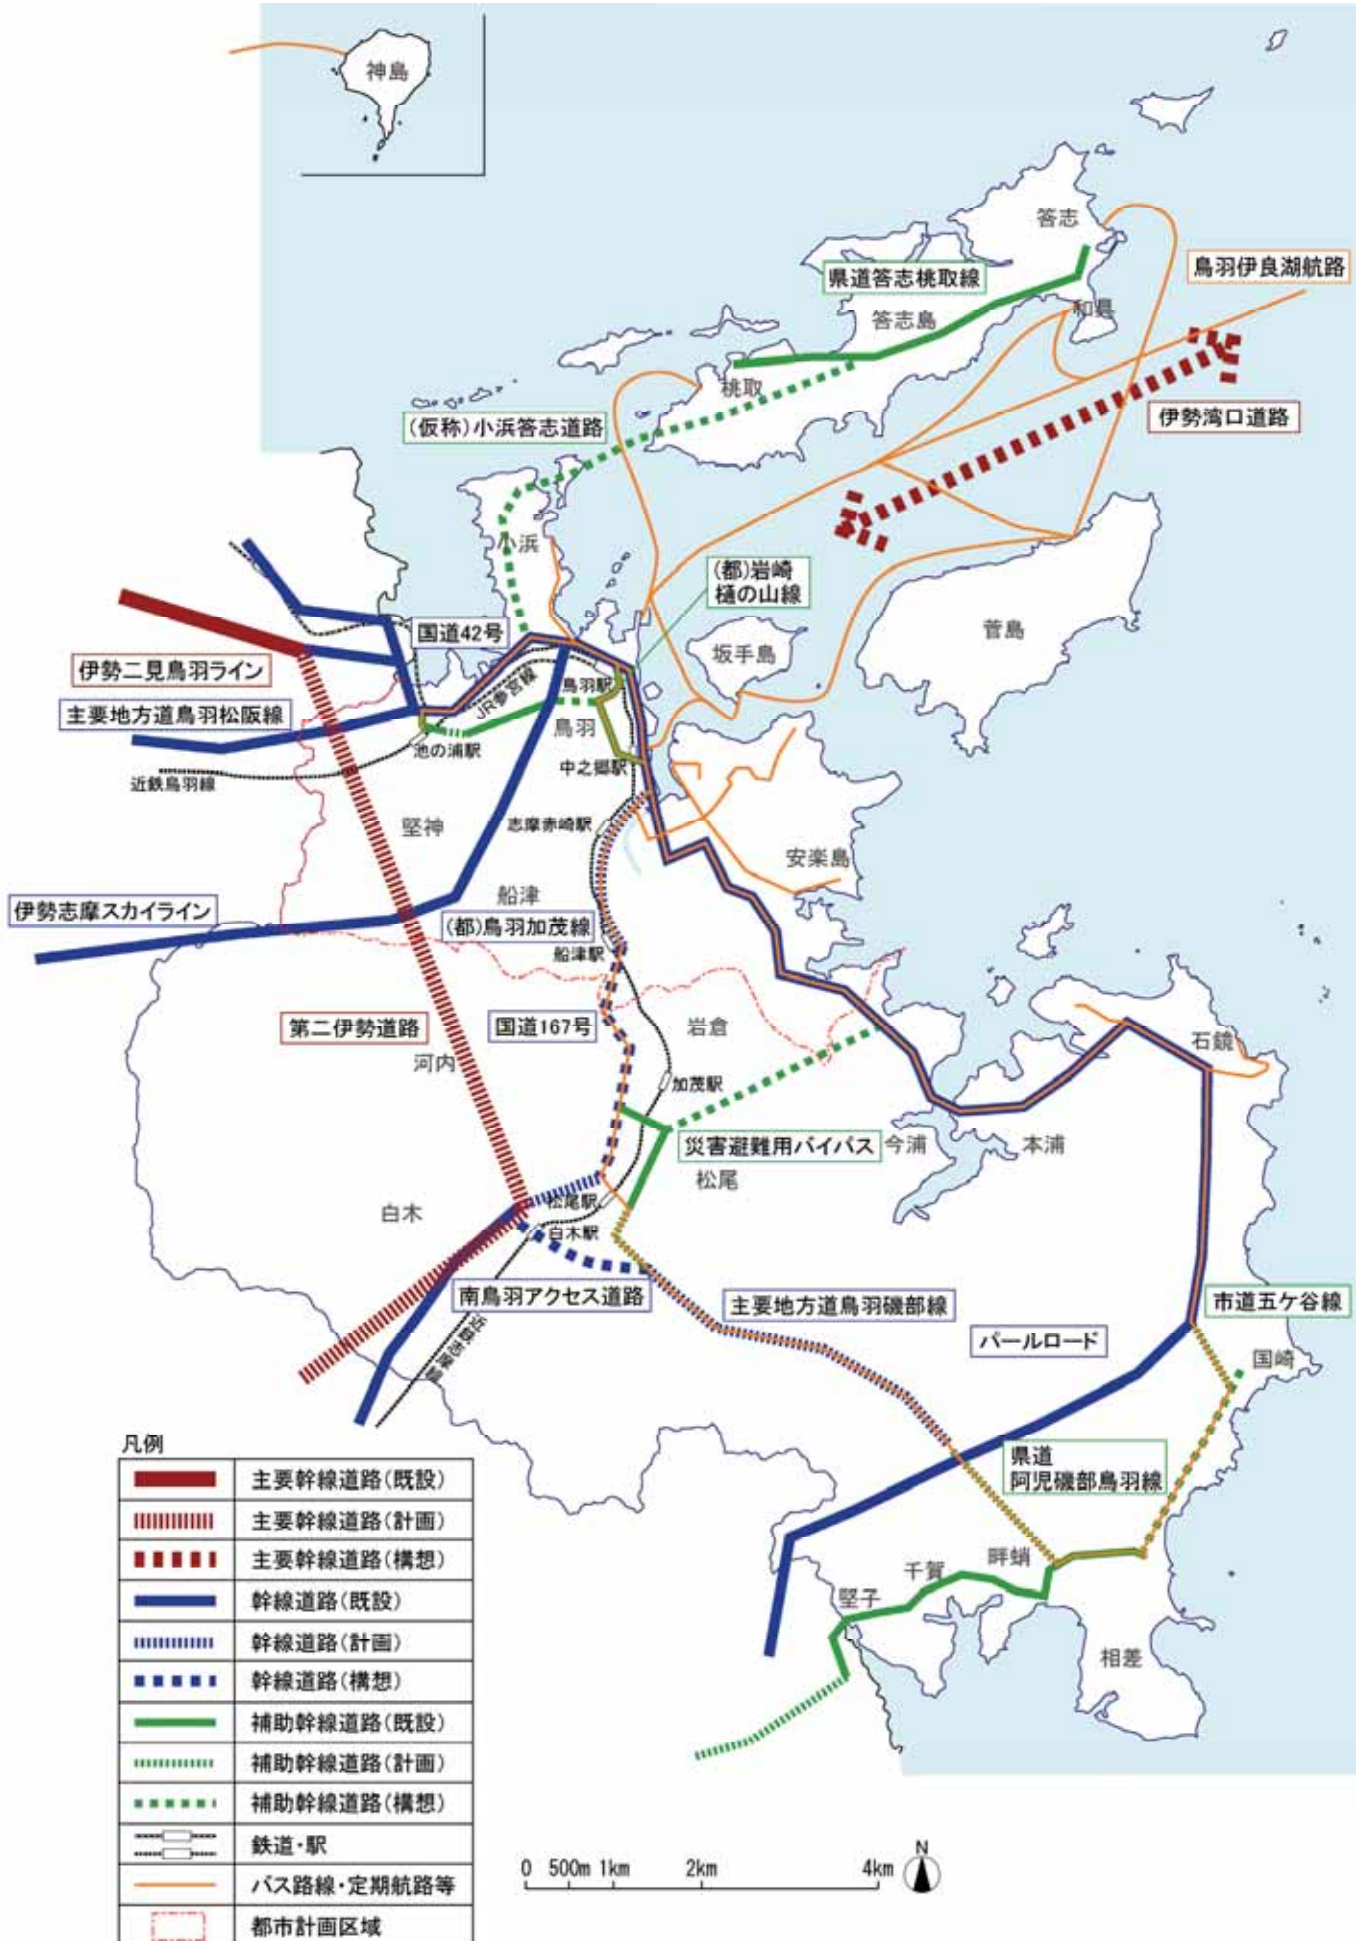 神島
答志
鳥羽伊良湖航路
県道答志桃取線
答志島
和具
桃取
伊勢湾口道路
(仮称)小浜答志道路
小浜
(都)岩崎
樋の山線
国道42号
菅島
坂手島
伊勢二見鳥羽ライン
JR参宮線
鳥羽駅
主要地方道鳥羽松阪線
鳥羽
池の浦駅
中之郷駅
近鉄鳥羽線
堅神
志摩赤崎駅
安楽島
船津
伊勢志摩スカイライン
(都)鳥羽加茂線
船津駅
第二伊勢道路
国道167号
岩倉
石鏡
河内
加茂駅
災害避難用バイパス
今浦
本浦
松尾
松尾駅
白木
白木駅
南鳥羽アクセス道路
主要地方道鳥羽磯部線
市道五ケ谷線
パールロード
国崎
近鉄志摩線
県道
阿児磯部鳥羽線
畔蛸
千賀
堅子
相差
凡例
主要幹線道路(既設)
主要幹線道路(計画)
主要幹線道路(構想)
幹線道路(既設)
幹線道路(計画)
幹線道路(構想)
補助幹線道路(既設)
補助幹線道路(計画)
補助幹線道路(構想)
鉄道・駅
バス路線・定期航路等
都市計画区域
0 500m 1km 2km 4km
N